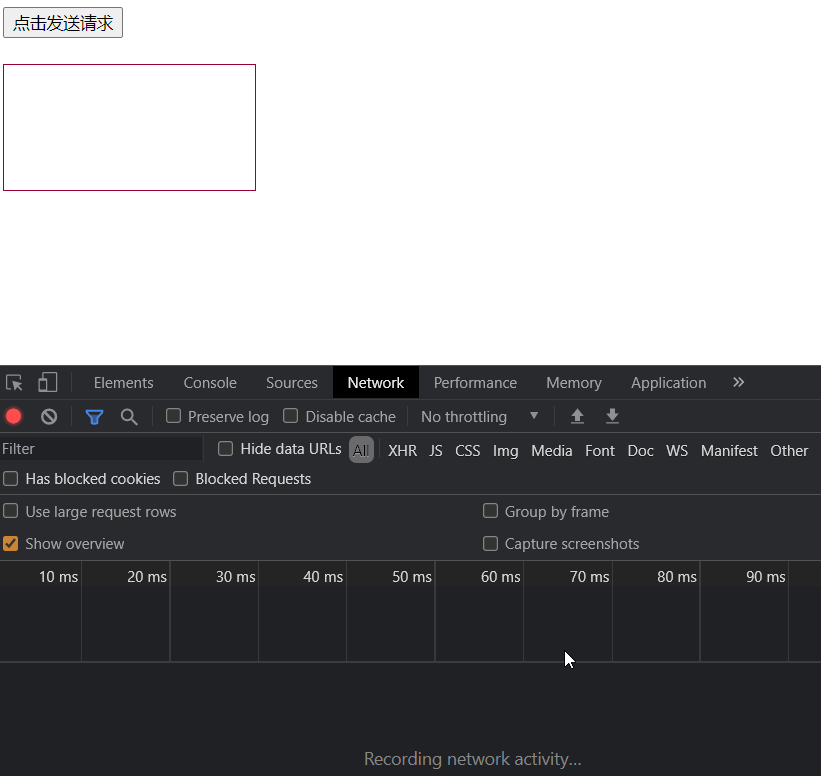 点击发送请求
Elements Console Sources Network Performance Memory Application »
Preserve log Disable cache No throttling ▼
Filter Hide data URLs All XHR JS CSS Img Media Font Doc WS Manifest Other
Has blocked cookies Blocked Requests
Use large request rows Group by frame
Show overview Capture screenshots
10 ms 20 ms 30 ms 40 ms 50 ms 60 ms 70 ms 80 ms 90 ms
Recording network activity…